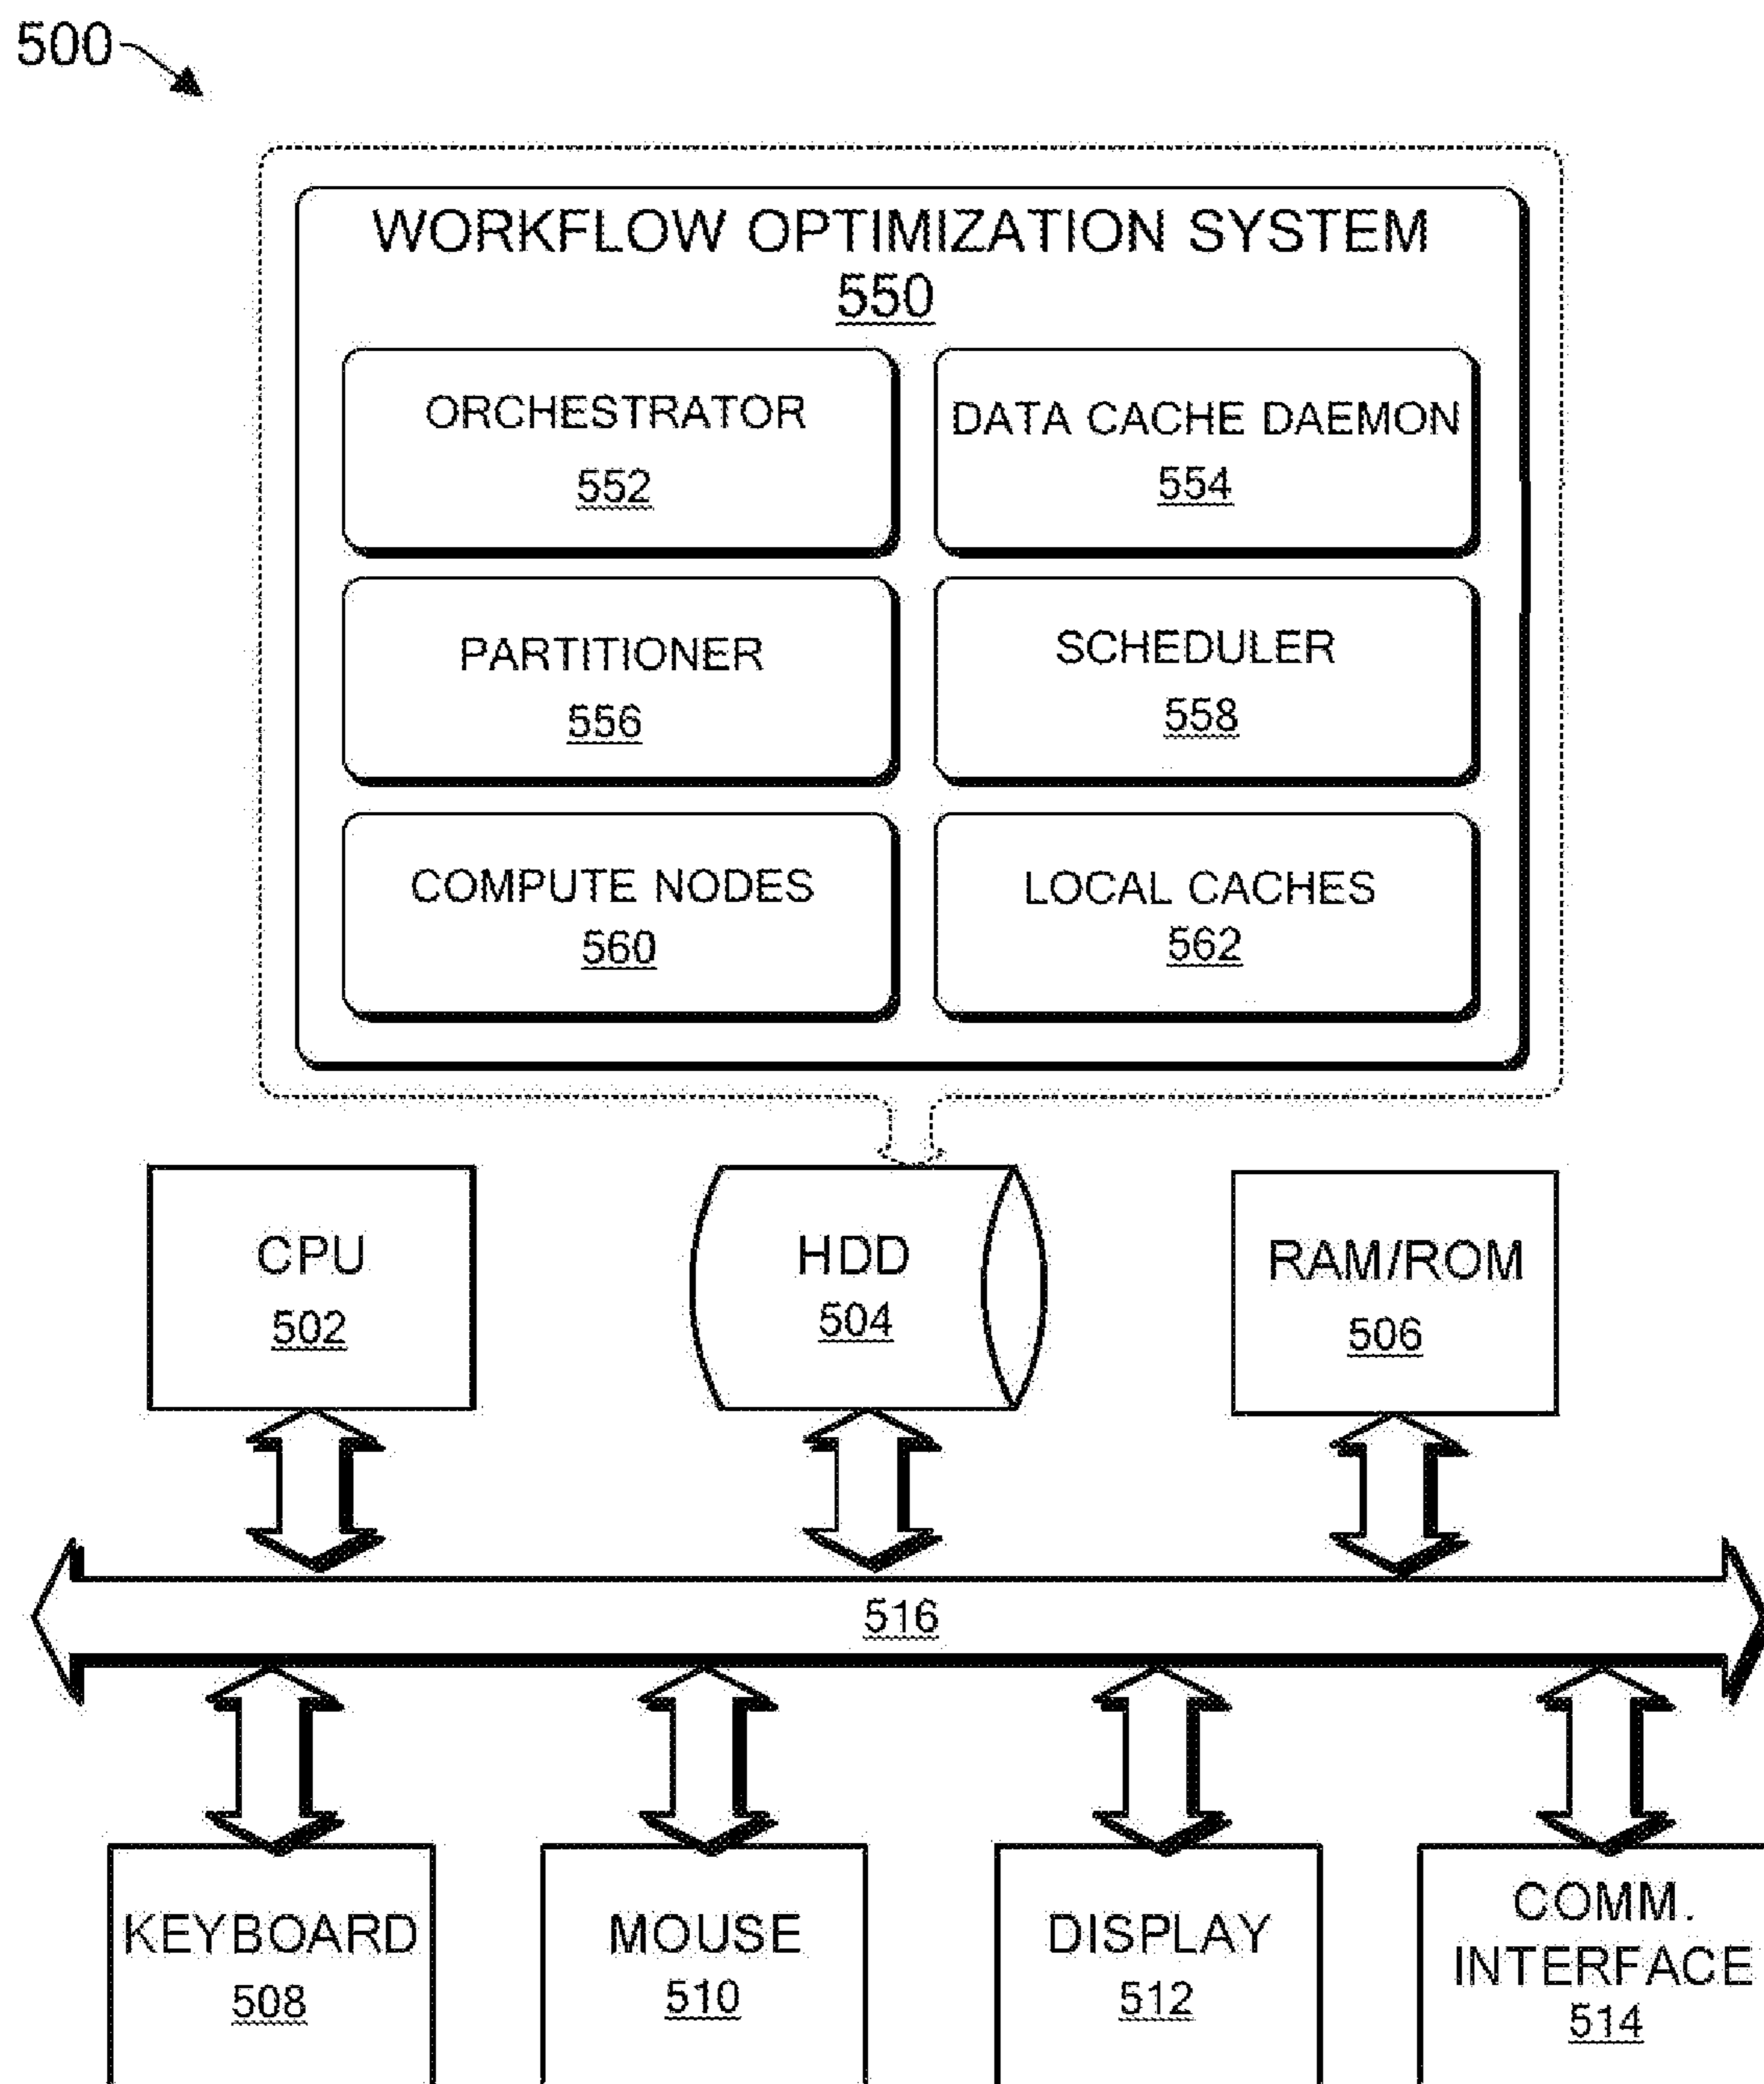 500
WORKFLOW OPTIMIZATION SYSTEM
550
ORCHESTRATOR
552
DATA CACHE DAEMON
554
PARTITIONER
556
SCHEDULER
558
COMPUTE NODES
560
LOCAL CACHES
562
CPU
502
HDD
504
RAM/ROM
506
516
KEYBOARD
508
MOUSE
510
DISPLAY
512
COMM.
INTERFACE
514